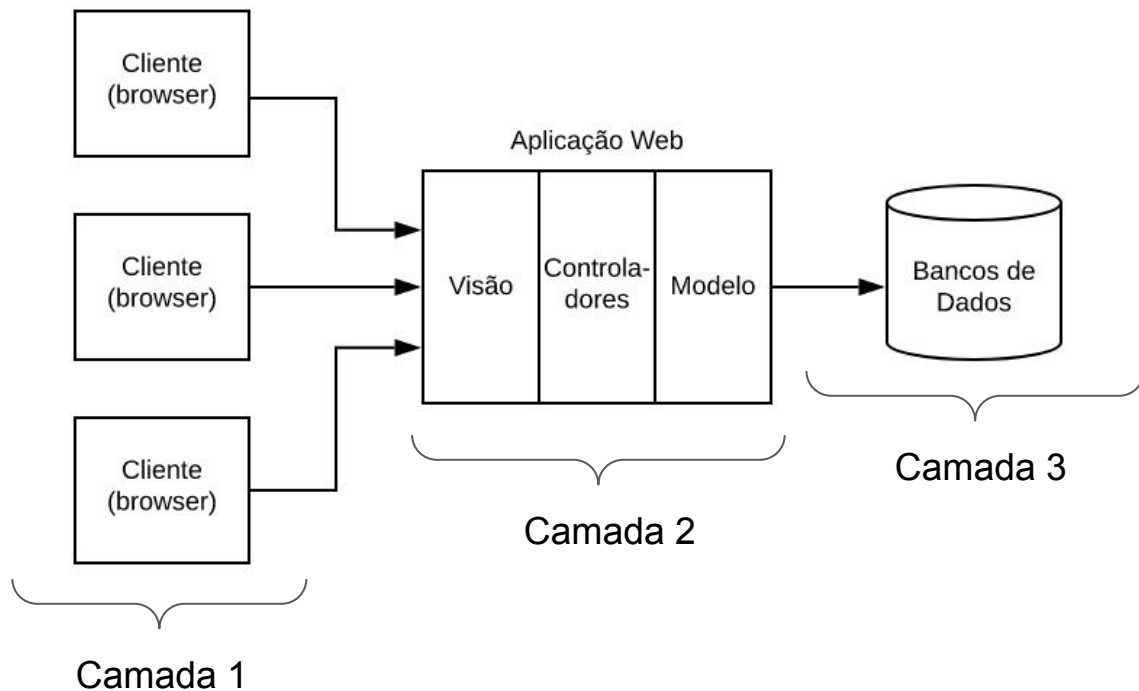 Cliente
(browser)
Aplicação Web
Cliente
(browser)
Visão
Controla-
dores
Modelo
Bancos de
Dados
Cliente
(browser)
Camada 3
Camada 2
Camada 1